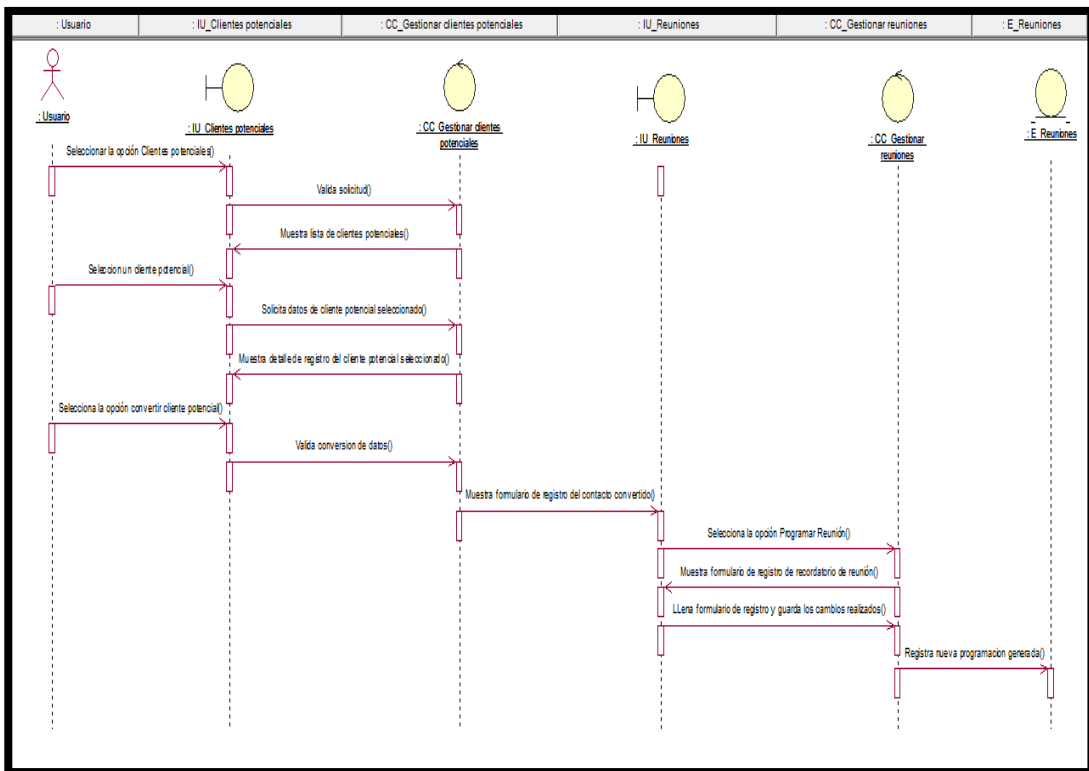 : Usuario
: IU_Clientes potenciales
: CC_Gestionar clientes potenciales
: IU_Reuniones
: CC_Gestionar reuniones
: E_Reuniones
: Usuario
: IU_Clientes potenciales
: CC_Gestionar clientes
potenciales
: IU_Reuniones
: CC_Gestionar
reuniones
: E_Reuniones
Seleccionar la opción Clientes potenciales()
Valida solicitud()
Muestra lista de clientes potenciales()
Seleccion un cliente potencial()
Solicita datos de cliente potencial seleccionado()
Muestra detalle de registro del cliente potencial seleccionado()
Selecciona la opción convertir cliente potencial()
Valida conversion de datos()
Muestra formulario de registro del contacto convertido()
Selecciona la opción Programar Reunión()
Muestra formulario de registro de recordatorio de reunión()
LLena formulario de registro y guarda los cambios realizados()
Registra nueva programacion generada()